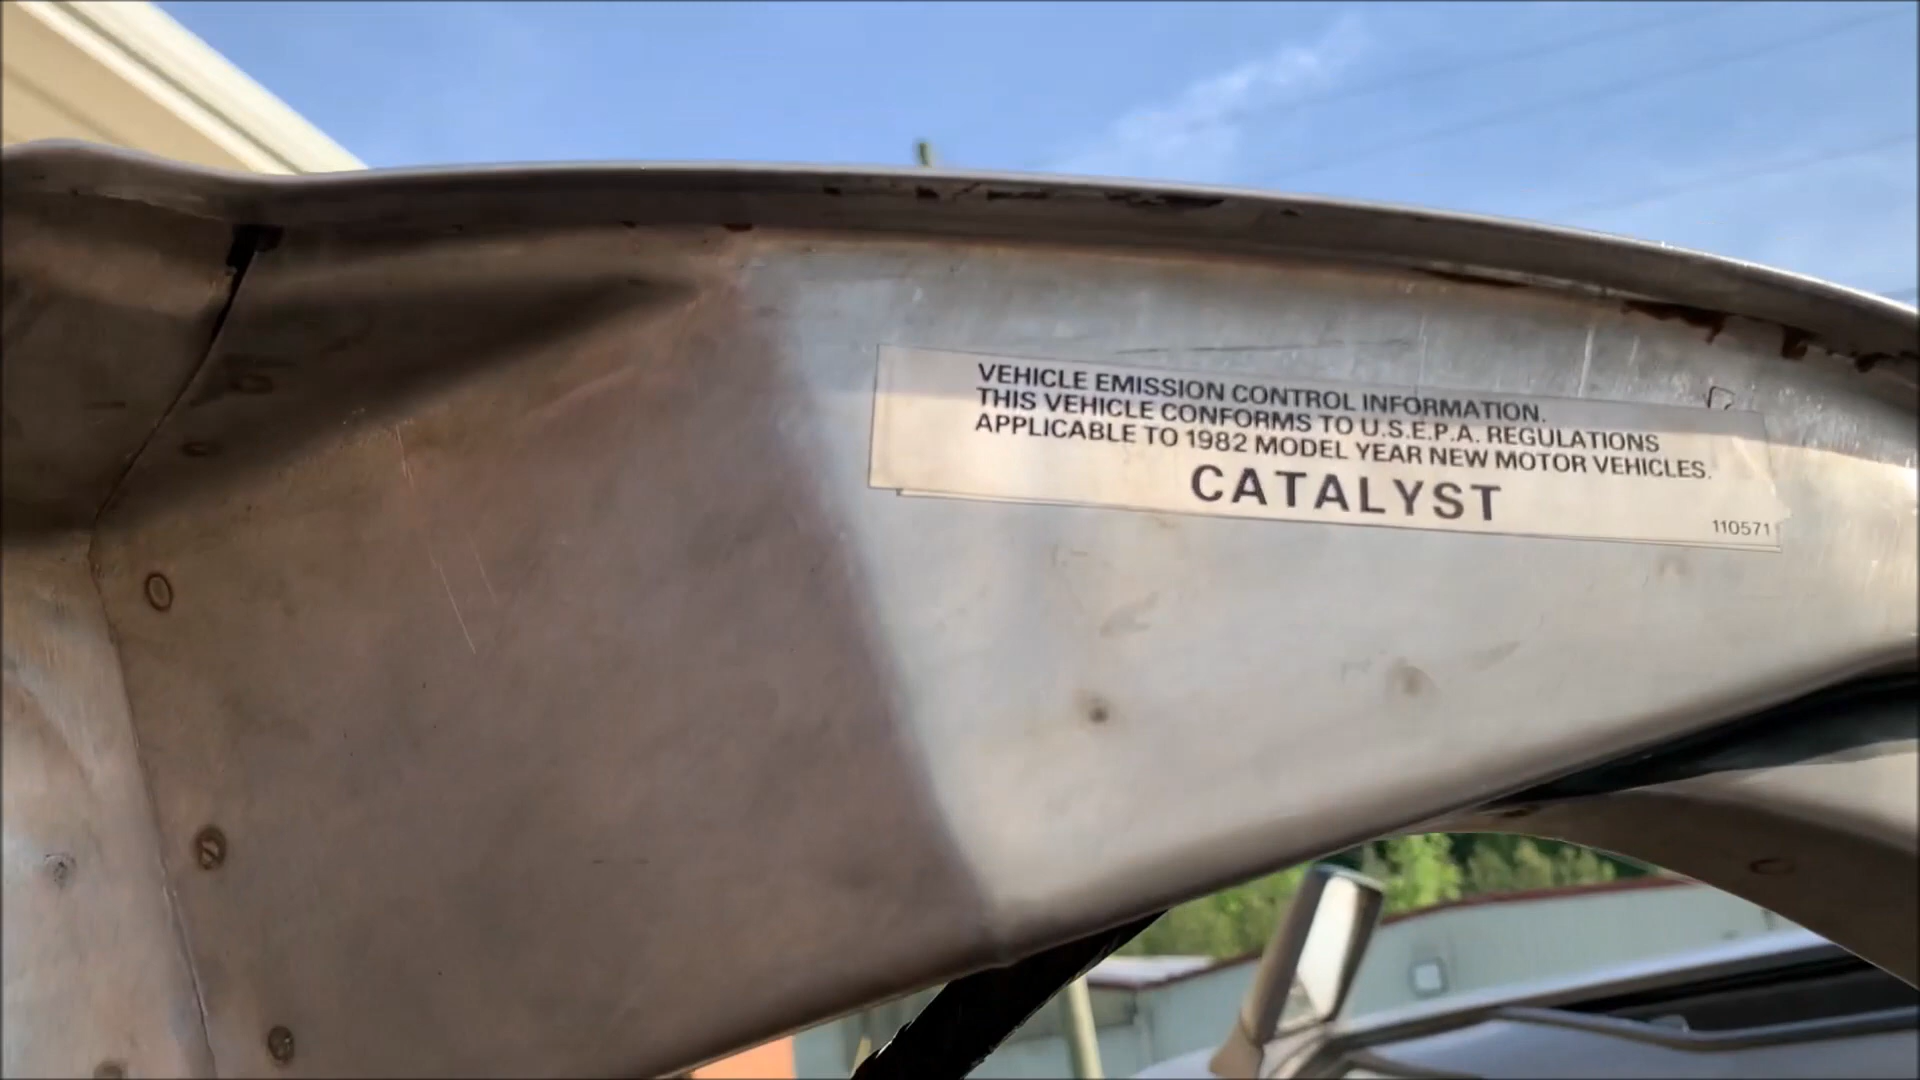 VEHICLE EMISSION CONTROL INFORMATION.
THIS VEHICLE CONFORMS TO U.S.E.P.A. REGULATIONS
APPLICABLE TO 1982 MODEL YEAR NEW MOTOR VEHICLES.
CATALYST
110571